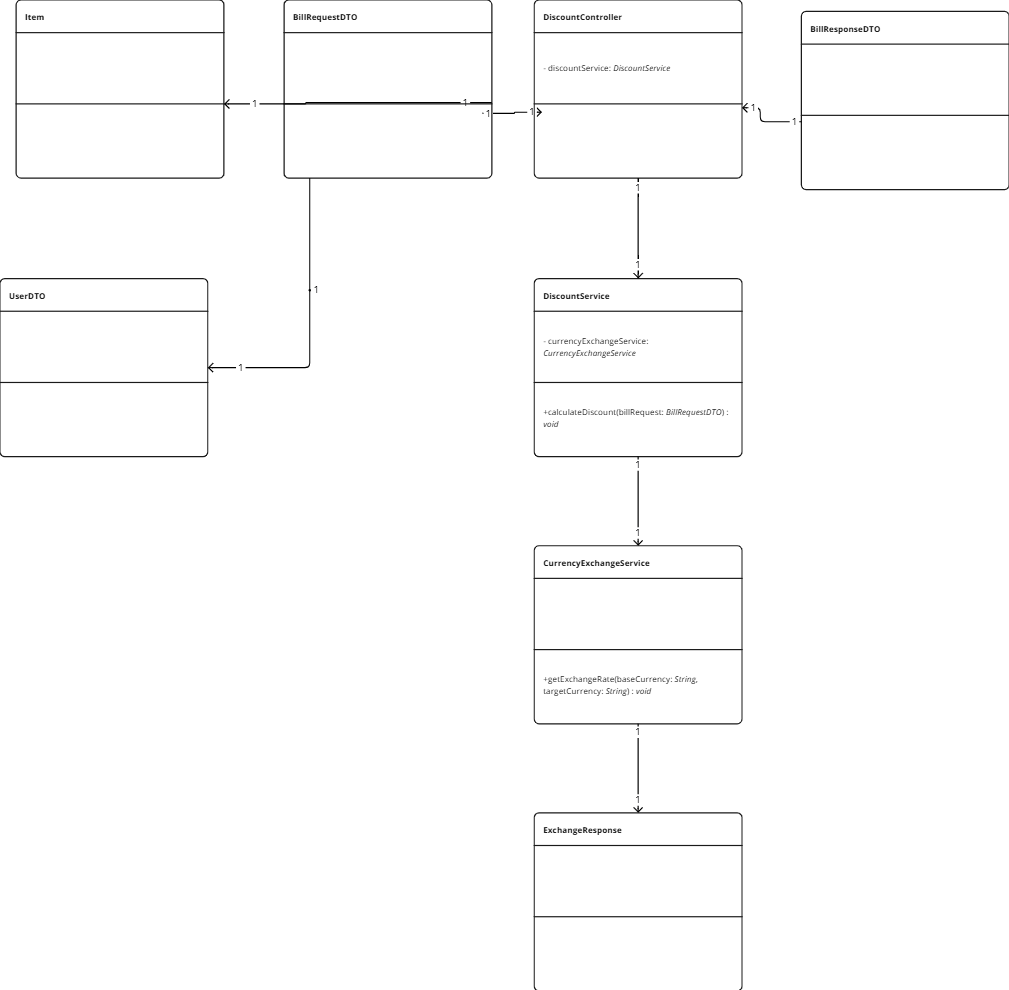 Item
BillRequestDTO
DiscountController
BillResponseDTO
- discountService: DiscountService
1
1
-1
1
1
1
1
1
1
1
UserDTO
DiscountService
- currencyExchangeService:
CurrencyExchangeService
+calculateDiscount(billRequest: BillRequestDTO) :
void
1
1
CurrencyExchangeService
+getExchangeRate(baseCurrency: String,
targetCurrency: String) : void
1
1
ExchangeResponse